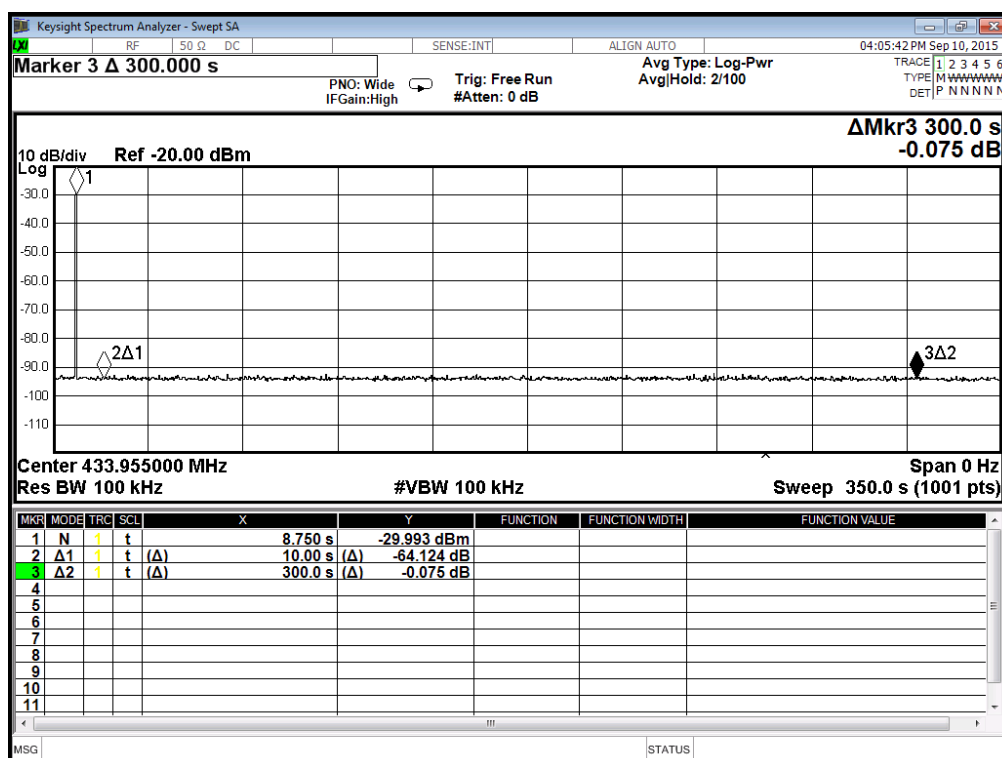 Keysight Spectrum Analyzer - Swept SA
LXI RF 50 Ω DC SENSE:INT ALIGN AUTO 04:05:42 PM Sep 10, 2015
Marker 3 Δ 300.000 s
PNO: Wide
IFGain:High
Trig: Free Run
#Atten: 0 dB
Avg Type: Log-Pwr
Avg|Hold: 2/100
TRACE 1 2 3 4 5 6
TYPE M WWWWW
DET P N N N N N
ΔMkr3 300.0 s
-0.075 dB
10 dB/div Ref -20.00 dBm
Log
1
-30.0
-40.0
-50.0
-60.0
-70.0
-80.0
2Δ1 3Δ2
-90.0
-100
-110
Center 433.955000 MHz Span 0 Hz
Res BW 100 kHz #VBW 100 kHz Sweep 350.0 s (1001 pts)
MKR MODE TRC SCL X Y FUNCTION FUNCTION WIDTH FUNCTION VALUE
1 N 1 t 8.750 s -29.993 dBm
2 Δ1 1 t (Δ) 10.00 s (Δ) -64.124 dB
3 Δ2 1 t (Δ) 300.0 s (Δ) -0.075 dB
4
5
6
7
8
9
10
11
MSG STATUS